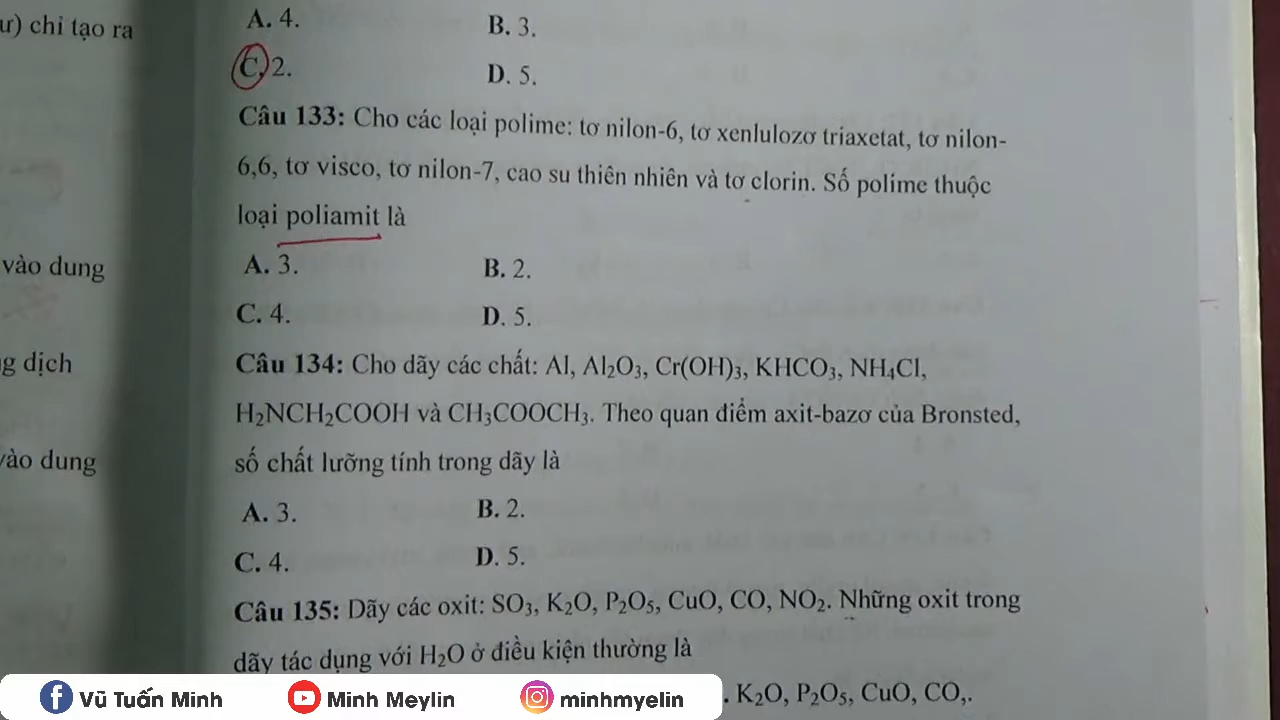 ư) chỉ tạo ra
A. 4. B. 3.
C. 2. D. 5.
Câu 133: Cho các loại polime: tơ nilon-6, tơ xenlulozơ triaxetat, tơ nilon-
6,6, tơ visco, tơ nilon-7, cao su thiên nhiên và tơ clorin. Số polime thuộc
loại poliamit là
vào dung
A. 3. B. 2.
C. 4. D. 5.
g dịch
Câu 134: Cho dãy các chất: Al, Al₂O₃, Cr(OH)₃, KHCO₃, NH₄Cl,
H₂NCH₂COOH và CH₃COOCH₃. Theo quan điểm axit-bazơ của Bronsted,
vào dung
số chất lưỡng tính trong dãy là
A. 3. B. 2.
C. 4. D. 5.
Câu 135: Dãy các oxit: SO₃, K₂O, P₂O₅, CuO, CO, NO₂. Những oxit trong
dãy tác dụng với H₂O ở điều kiện thường là
. K₂O, P₂O₅, CuO, CO,.
Vũ Tuấn Minh Minh Meylin minhmyelin